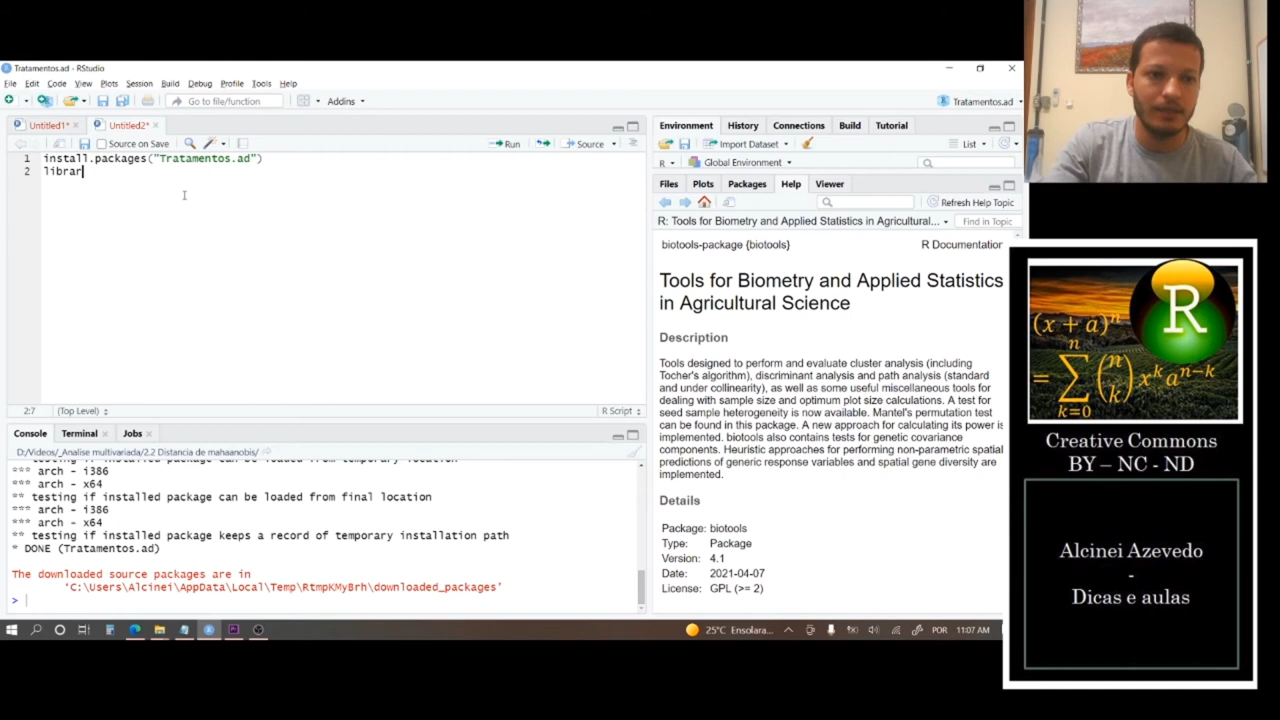 Tratamentos.ad - RStudio
File Edit Code View Plots Session Build Debug Profile Tools Help
Go to file/function Addins Tratamentos.ad
Untitled1* Untitled2*
Source on Save Run Source
1 install.packages("Tratamentos.ad")
2 librar
2:7 (Top Level) R Script
Console Terminal Jobs
D:/Videos/_Analise multivariada/2.2 Distancia de mahaanobis/
** testing if installed package can be loaded from temporary location
*** arch - i386
*** arch - x64
** testing if installed package can be loaded from final location
*** arch - i386
*** arch - x64
** testing if installed package keeps a record of temporary installation path
* DONE (Tratamentos.ad)
The downloaded source packages are in
'C:\Users\Alcinei\AppData\Local\Temp\RtmpKMyBrh\downloaded_packages'
>
Environment History Connections Build Tutorial
Import Dataset List
R Global Environment
Files Plots Packages Help Viewer
Refresh Help Topic
R: Tools for Biometry and Applied Statistics in Agricultural... Find in Topic
biotools-package {biotools} R Documentation
Tools for Biometry and Applied Statistics
in Agricultural Science
Description
Tools designed to perform and evaluate cluster analysis (including
Tocher's algorithm), discriminant analysis and path analysis (standard
and under collinearity), as well as some useful miscellaneous tools for
dealing with sample size and optimum plot size calculations. A test for
seed sample heterogeneity is now available. Mantel's permutation test
can be found in this package. A new approach for calculating its power is
implemented. biotools also contains tests for genetic covariance
components. Heuristic approaches for performing non-parametric spatial
predictions of generic response variables and spatial gene diversity are
implemented.
Details
Package: biotools
Type: Package
Version: 4.1
Date: 2021-04-07
License: GPL (>= 2)
25°C Ensolara... POR 11:07 AM
R
(x + a)^n
= ∑ k=0 n (n k) x^k a^n-k
Creative Commons
BY – NC - ND
Alcinei Azevedo
-
Dicas e aulas